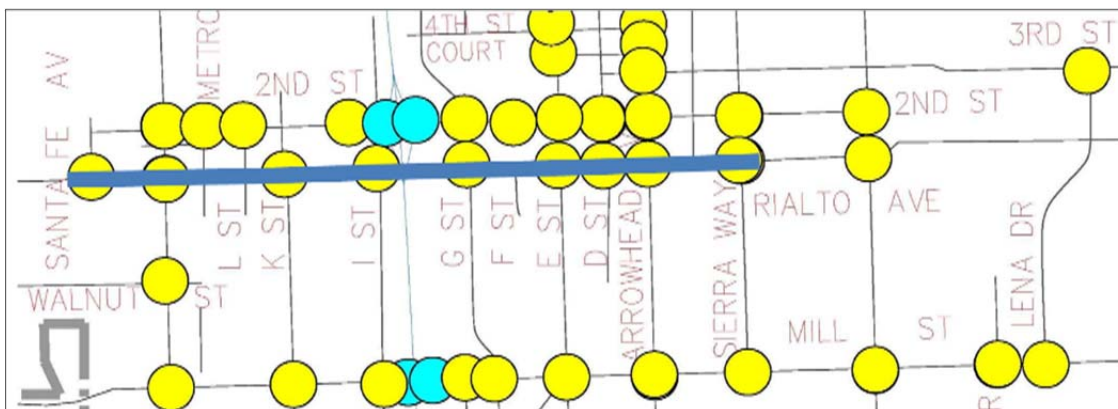 4TH ST
COURT
3RD ST
METRO
2ND ST
2ND ST
SANTA FE AV
L ST
K ST
I ST
G ST
F ST
E ST
D ST
ARROWHEAD
SIERRA WAY
RIALTO AVE
LENA DR
WALNUT ST
MILL ST